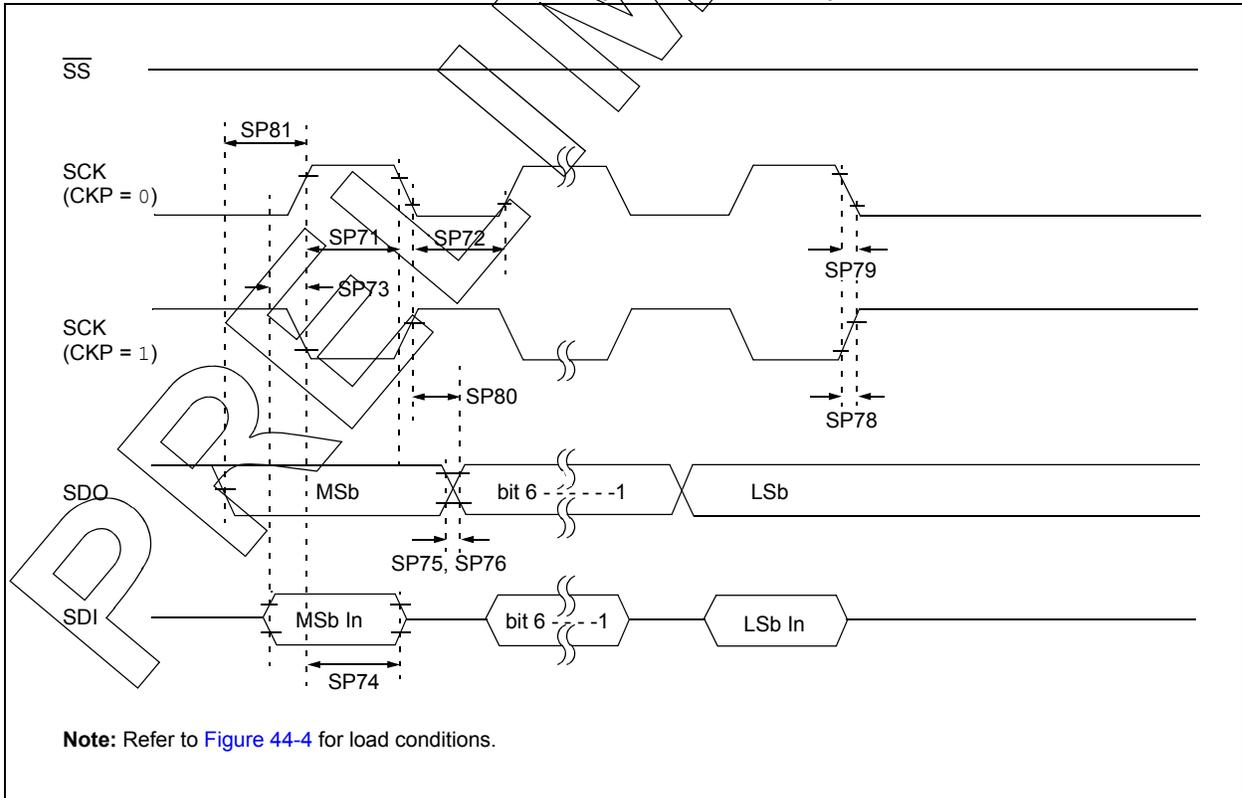 SS
SP81
SCK
(CKP = 0)
SP71
SP72
SP79
SP73
SCK
(CKP = 1)
SP80
SP78
SDO
MSb
bit 6 - - - - - -1
LSb
SP75, SP76
SDI
MSb In
bit 6 - - - -1
LSb In
SP74
Note: Refer to Figure 44-4 for load conditions.
PRELIM